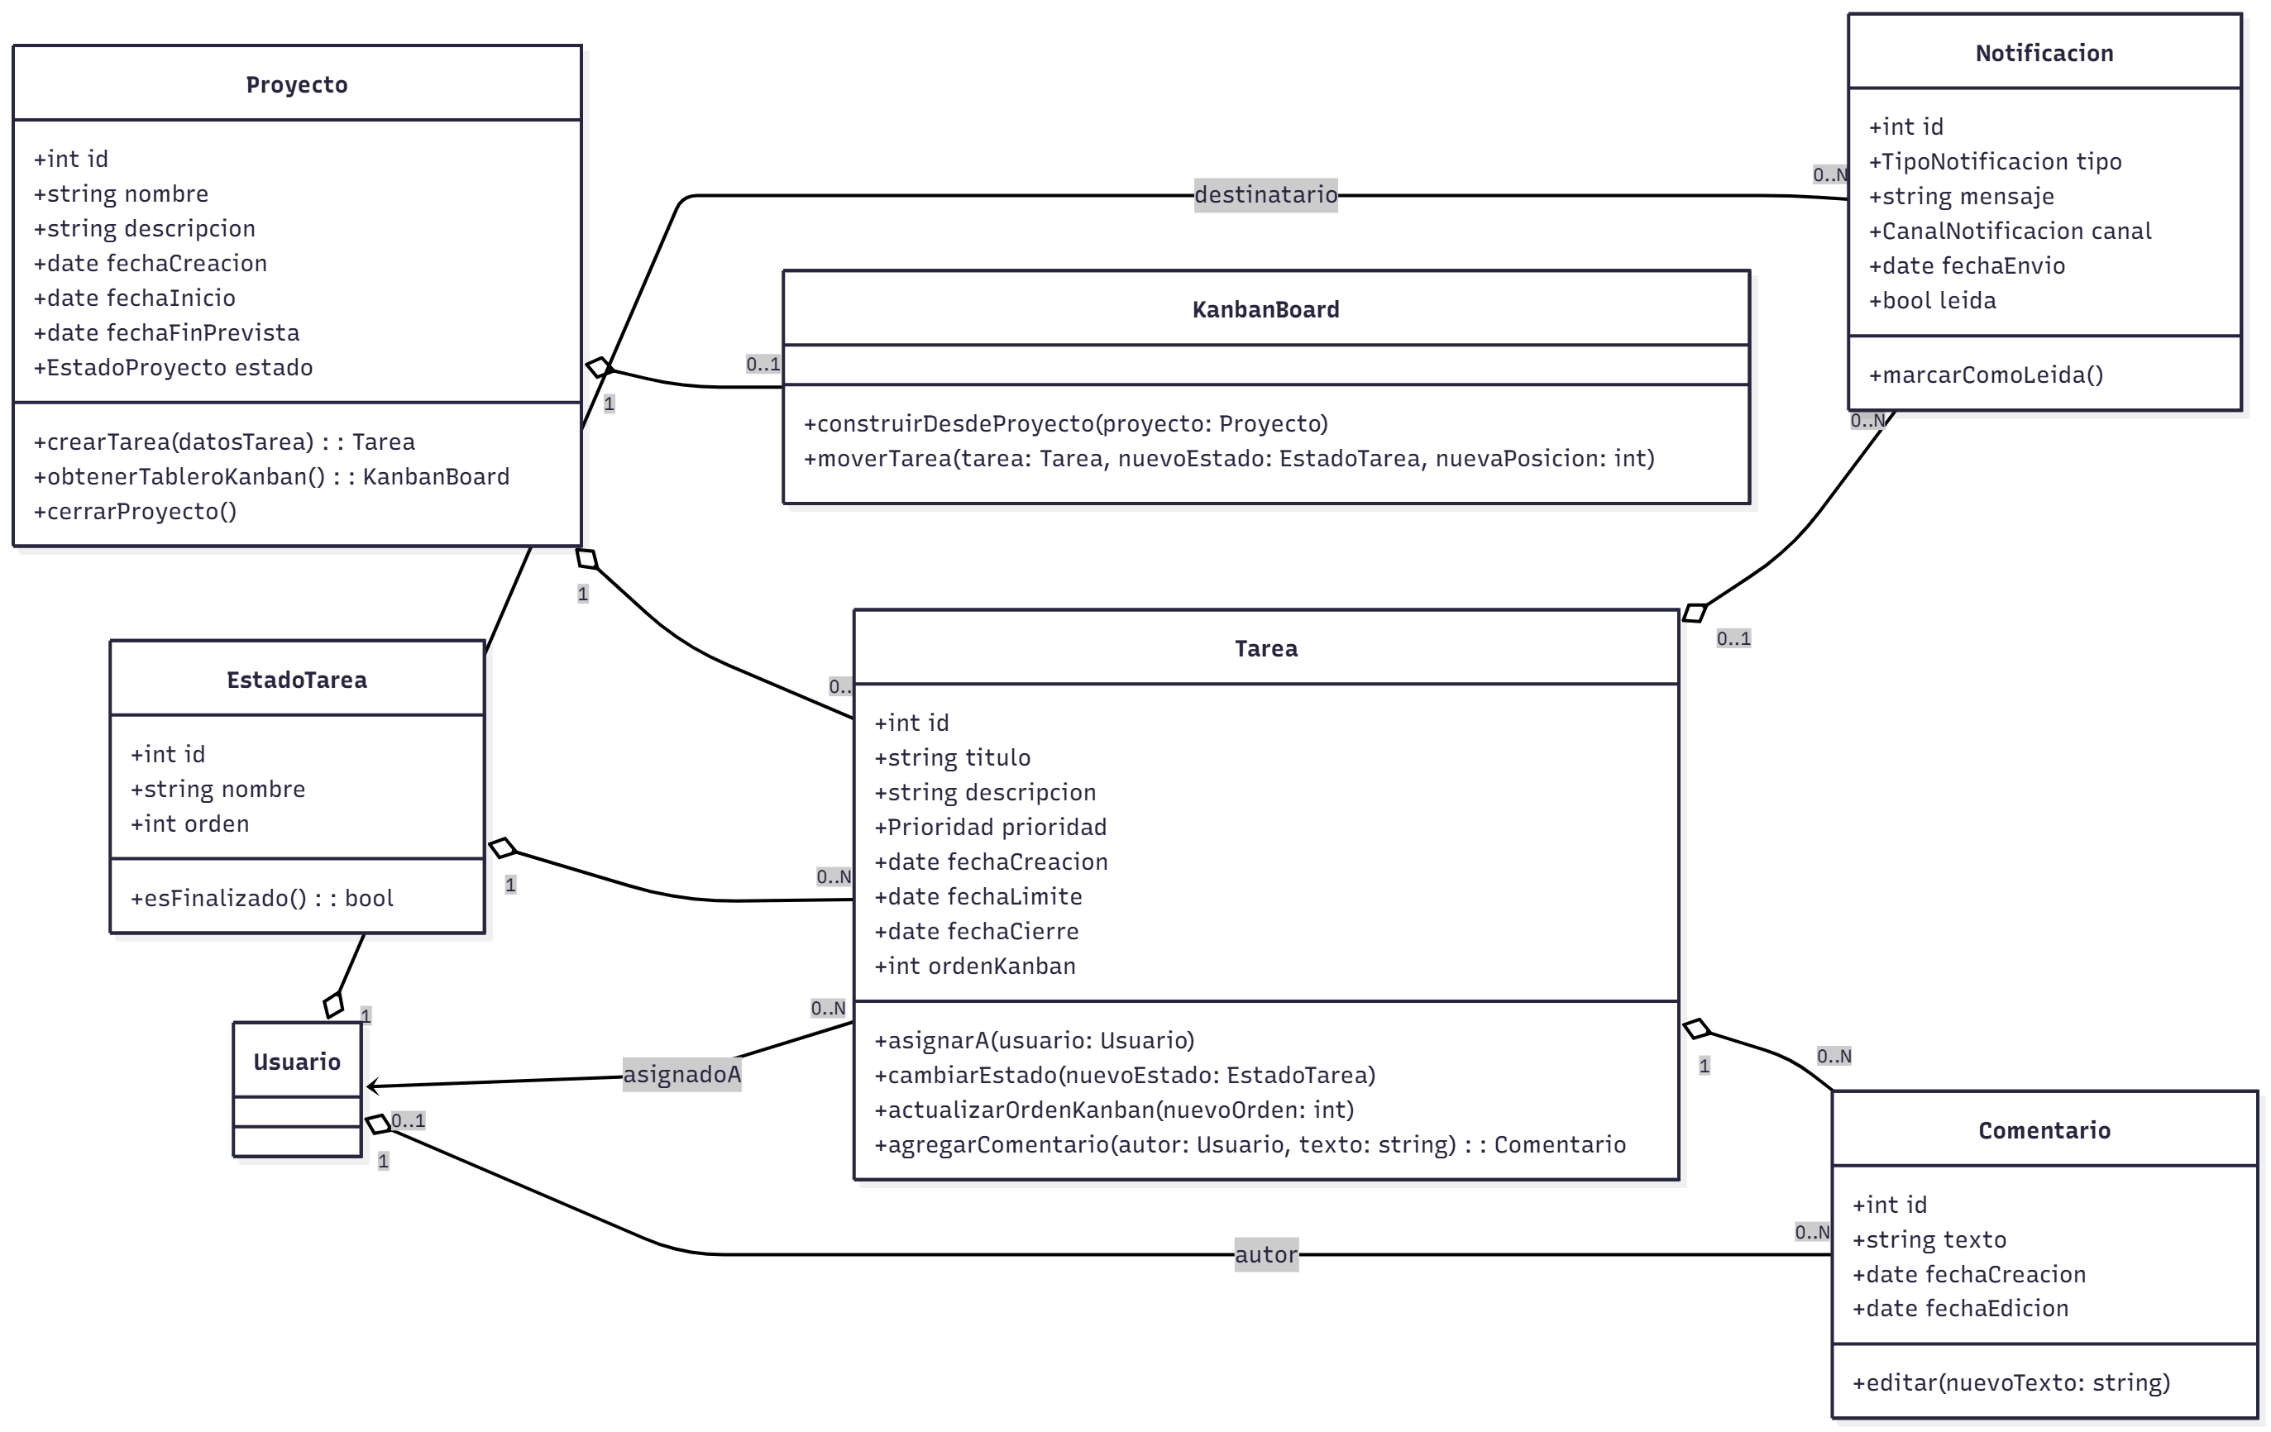 Proyecto
+int id
+string nombre
+string descripcion
+date fechaCreacion
+date fechaInicio
+date fechaFinPrevista
+EstadoProyecto estado
+crearTarea(datosTarea) : : Tarea
+obtenerTableroKanban() : : KanbanBoard
+cerrarProyecto()
Notificacion
+int id
+TipoNotificacion tipo
+string mensaje
+CanalNotificacion canal
+date fechaEnvio
+bool leida
+marcarComoLeida()
0..N
destinatario
KanbanBoard
+construirDesdeProyecto(proyecto: Proyecto)
+moverTarea(tarea: Tarea, nuevoEstado: EstadoTarea, nuevaPosicion: int)
0..1
1
0..N
1
0..1
0..
EstadoTarea
+int id
+string nombre
+int orden
+esFinalizado() : : bool
1
0..N
Tarea
+int id
+string titulo
+string descripcion
+Prioridad prioridad
+date fechaCreacion
+date fechaLimite
+date fechaCierre
+int ordenKanban
+asignarA(usuario: Usuario)
+cambiarEstado(nuevoEstado: EstadoTarea)
+actualizarOrdenKanban(nuevoOrden: int)
+agregarComentario(autor: Usuario, texto: string) : : Comentario
0..N
1
Usuario
asignadoA
0..1
1
1
0..N
autor
0..N
Comentario
+int id
+string texto
+date fechaCreacion
+date fechaEdicion
+editar(nuevoTexto: string)